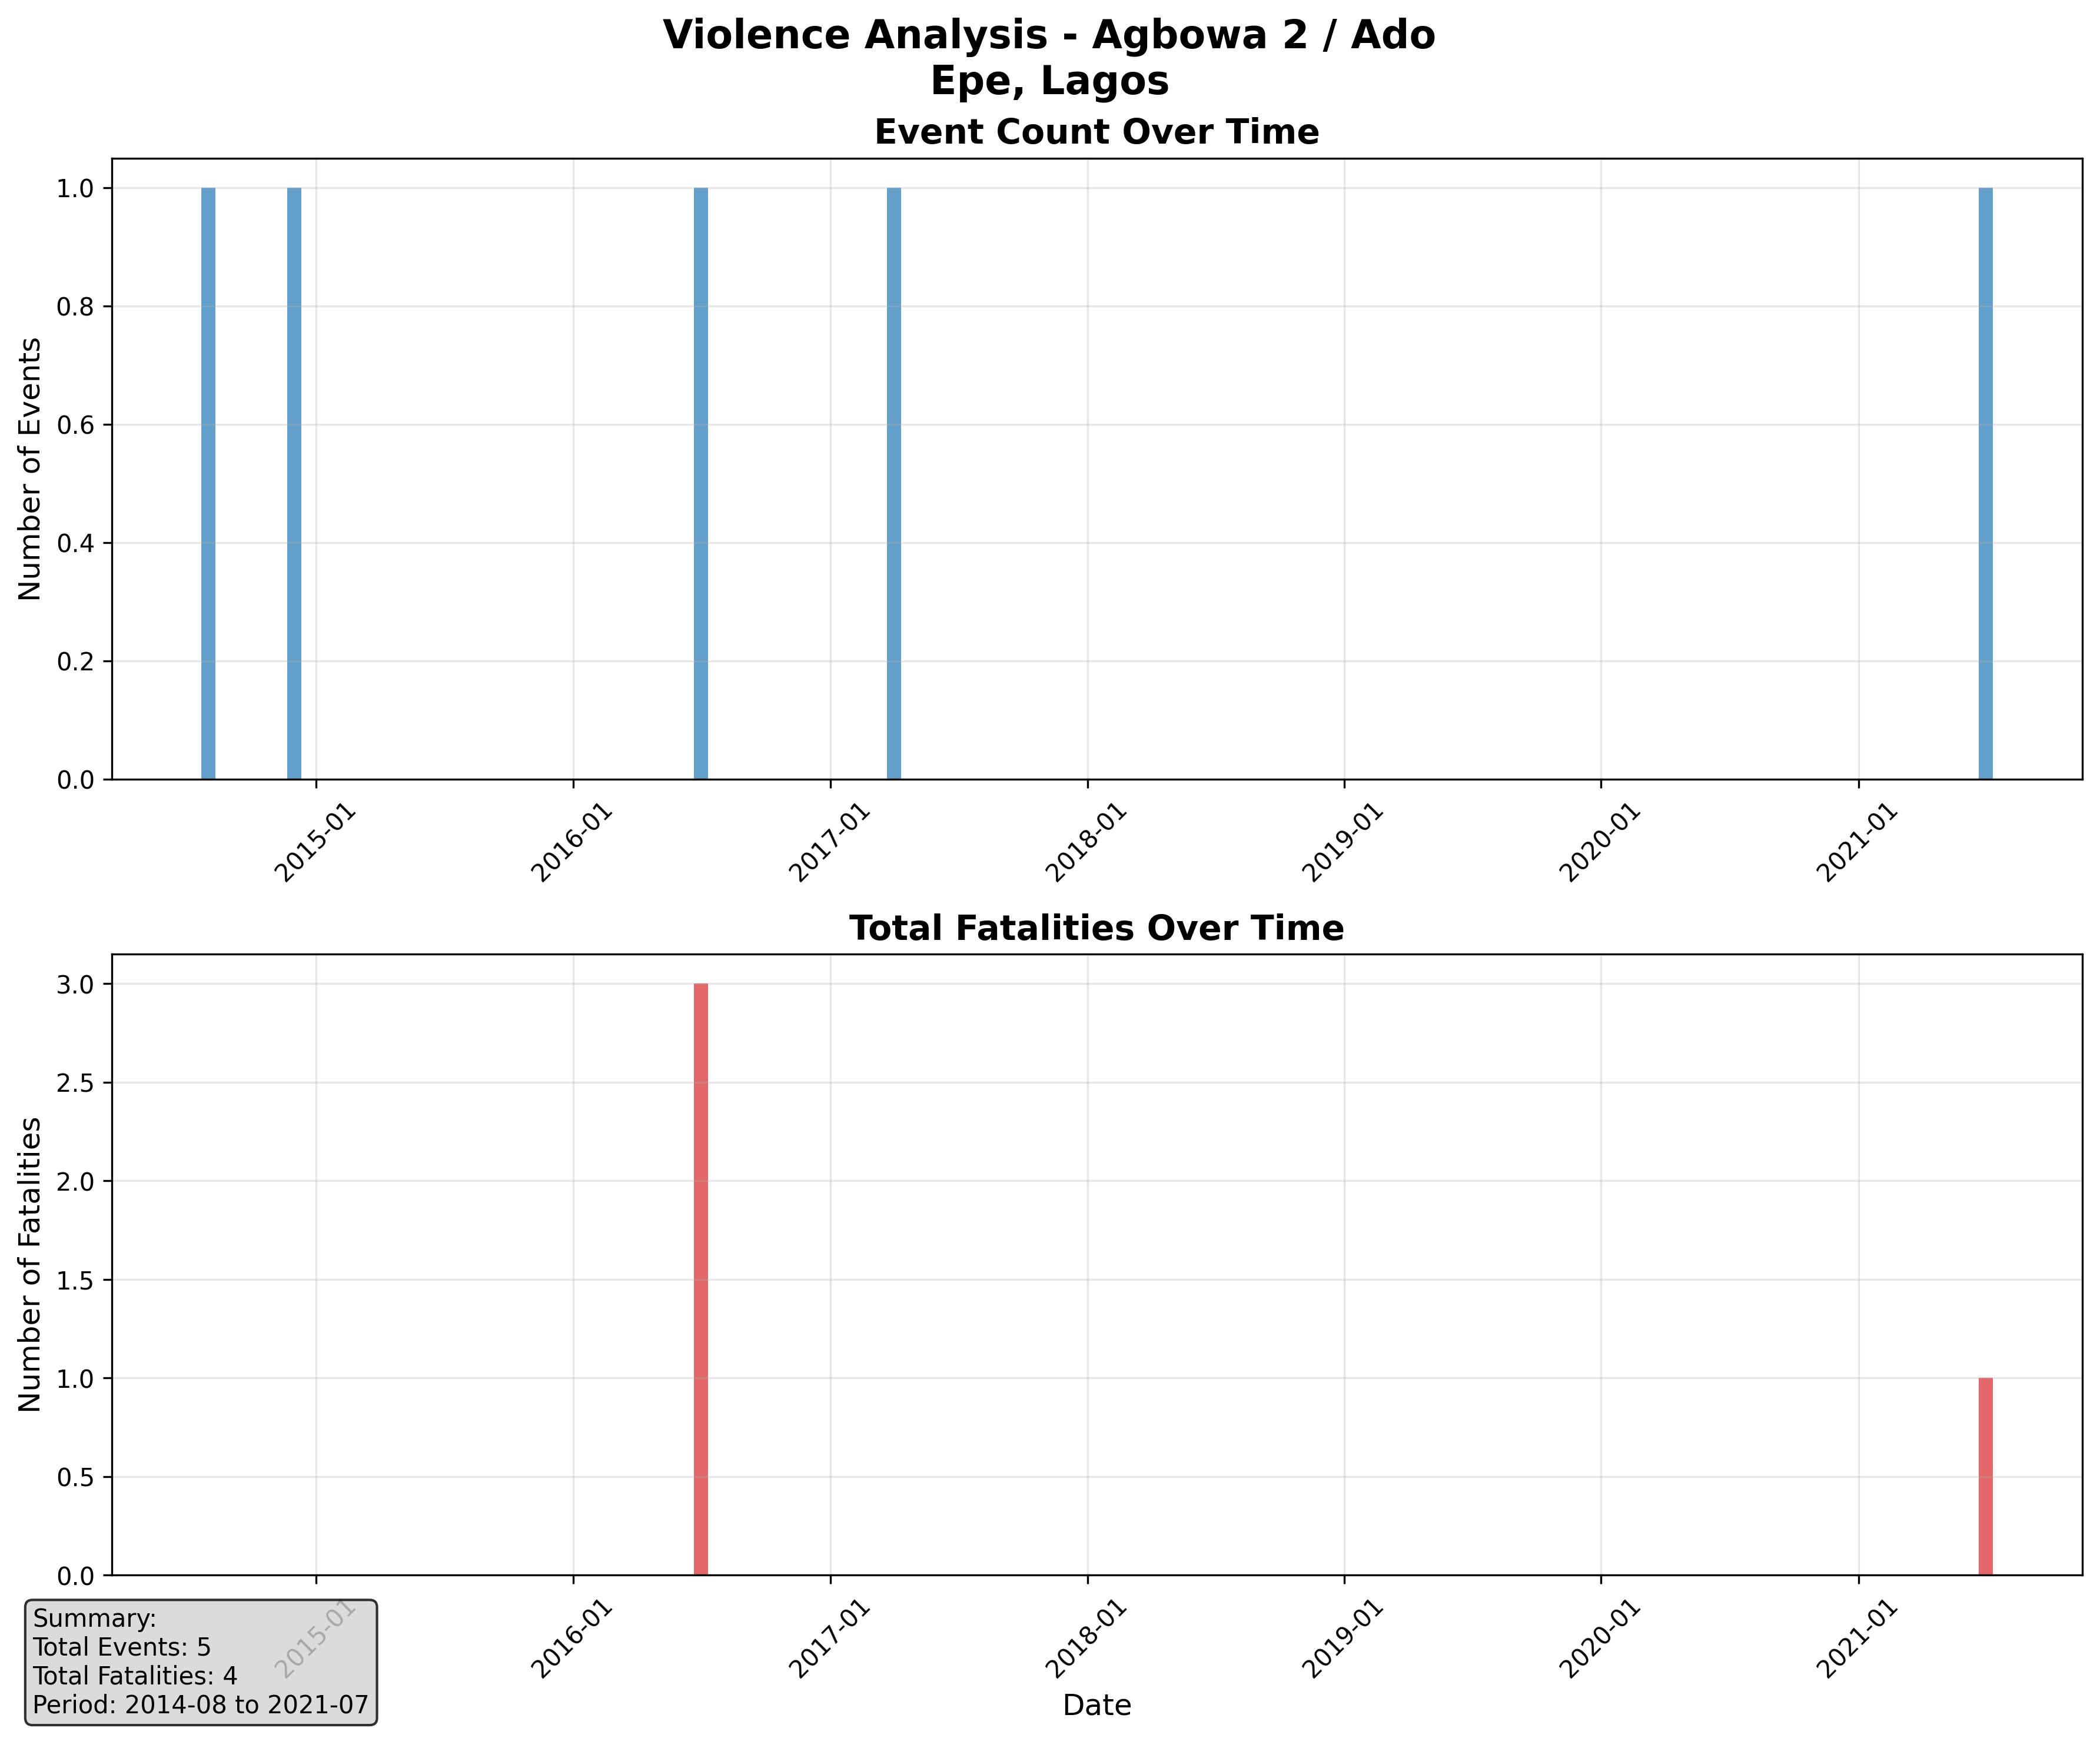 Violence Analysis - Agbowa 2 / Ado
Epe, Lagos
Event Count Over Time
Number of Events
1.0
0.8
0.6
0.4
0.2
0.0
2015-01
2016-01
2017-01
2018-01
2019-01
2020-01
2021-01
Total Fatalities Over Time
Number of Fatalities
3.0
2.5
2.0
1.5
1.0
0.5
0.0
2015-01
2016-01
2017-01
2018-01
2019-01
2020-01
2021-01
Date
Summary:
Total Events: 5
Total Fatalities: 4
Period: 2014-08 to 2021-07